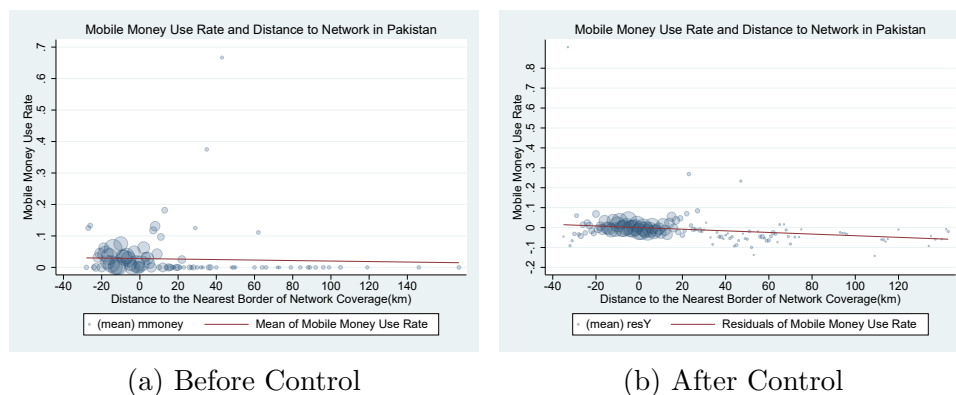 Mobile Money Use Rate and Distance to Network in Pakistan
Mobile Money Use Rate
.7
.6
.5
.4
.3
.2
.1
0
-40 -20 0 20 40 60 80 100 120 140 160
Distance to the Nearest Border of Network Coverage(km)
(mean) mmoney Mean of Mobile Money Use Rate
(a) Before Control
Mobile Money Use Rate and Distance to Network in Pakistan
Mobile Money Use Rate
.8
.7
.6
.5
.4
.3
.2
.1
0
-.1
-.2
-40 -20 0 20 40 60 80 100 120
Distance to the Nearest Border of Network Coverage(km)
(mean) resY Residuals of Mobile Money Use Rate
(b) After Control